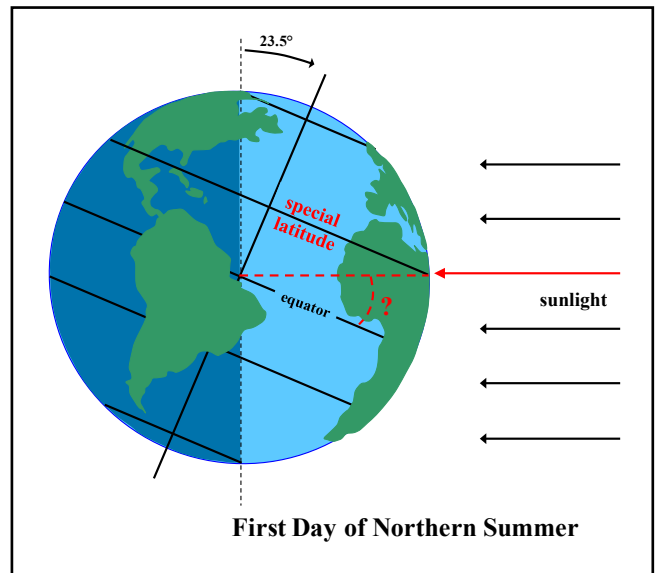 23.5°
special
latitude
equator
?
sunlight
First Day of Northern Summer